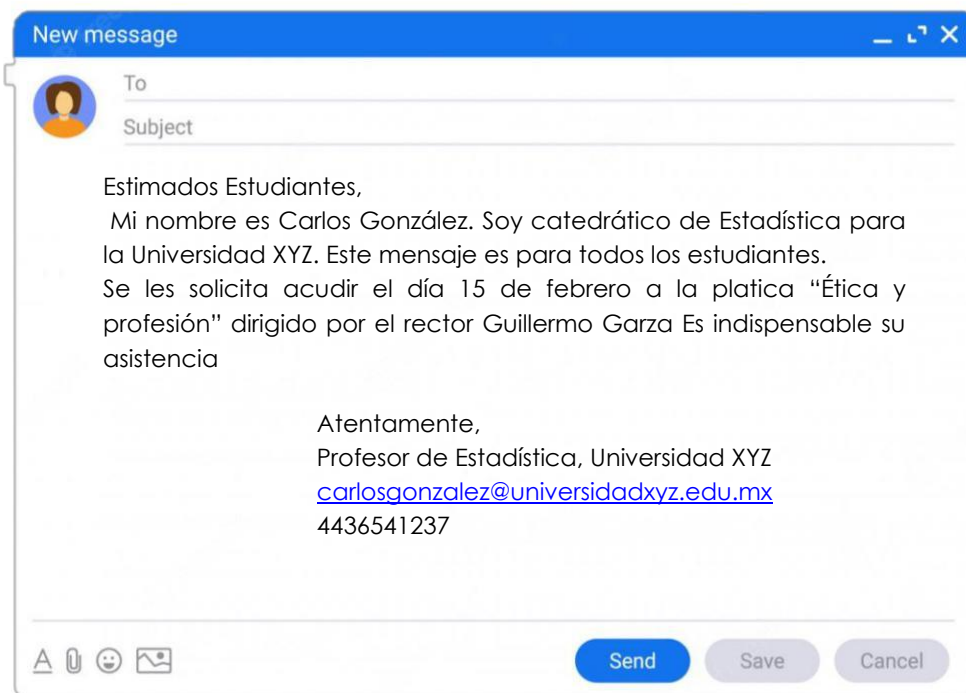 New message
To
Subject
Estimados Estudiantes,
Mi nombre es Carlos González. Soy catedrático de Estadística para
la Universidad XYZ. Este mensaje es para todos los estudiantes.
Se les solicita acudir el día 15 de febrero a la platica “Ética y
profesión” dirigido por el rector Guillermo Garza Es indispensable su
asistencia
Atentamente,
Profesor de Estadística, Universidad XYZ
carlosgonzalez@universidadxyz.edu.mx
4436541237
A
Send
Save
Cancel